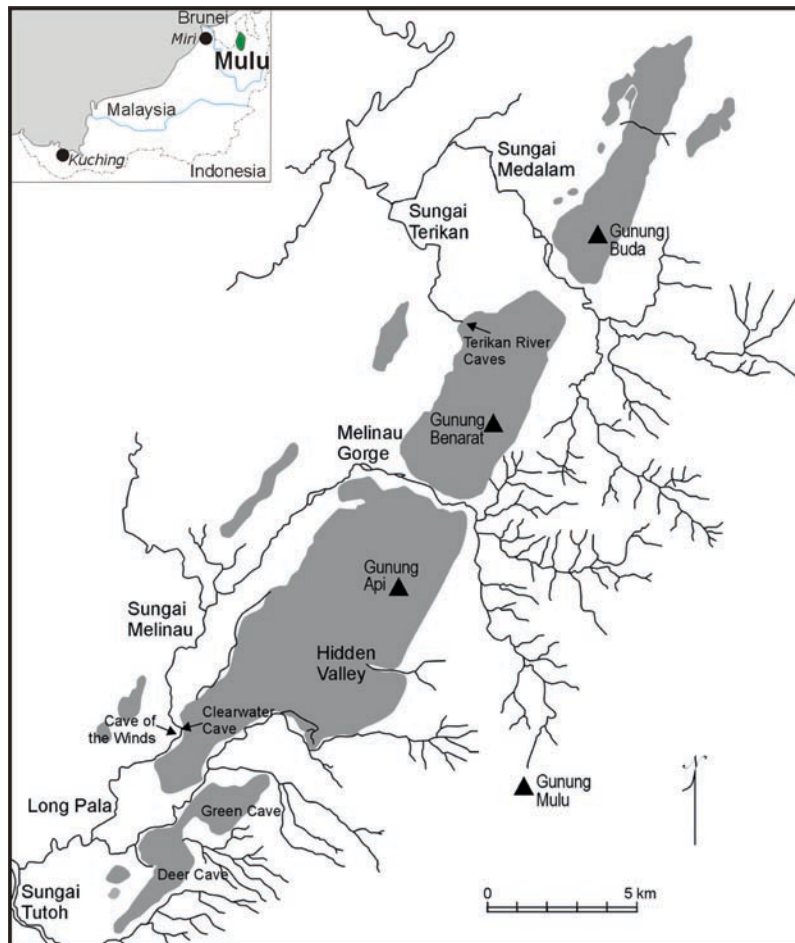 Brunei
Miri
Mulu
Malaysia
Kuching
Indonesia
Sungai
Medalam
Sungai
Terikan
Gunung
Buda
Terikan River
Caves
Gunung
Benarat
Melinau
Gorge
Gunung
Api
Sungai
Melinau
Hidden
Valley
Clearwater
Cave
Cave of
the Winds
Gunung
Mulu
Long Pala
Green Cave
Deer Cave
Sungai
Tutoh
N
0 5 km